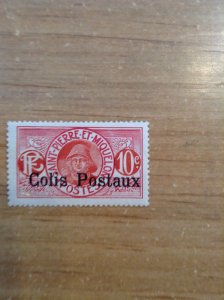 SAINT-PIERRE-ET-MIQUELON
RF
10c
Colis Postaux
POSTES